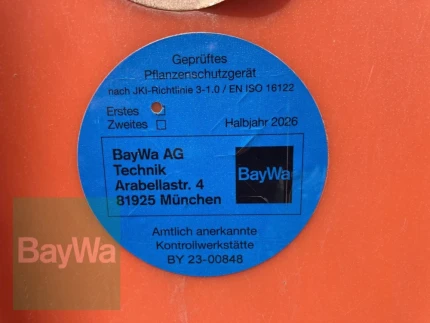 Geprüftes
Pflanzenschutzgerät
nach JKI-Richtlinie 3-1.0 / EN ISO 16122
Erstes
Zweites
Halbjahr 2026
BayWa AG
Technik
Arabellastr. 4
81925 München
BayWa
Amtlich anerkannte
Kontrollwerkstätte
BY 23-00848
BayWa